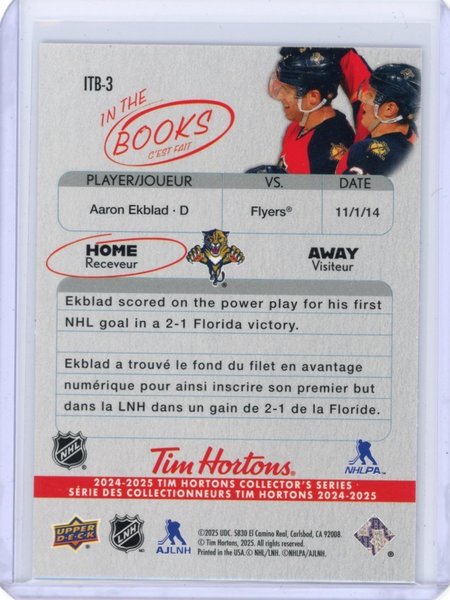 ITB-3
IN THE...
BOOKS
C'EST FAIT
PLAYER/JOUEUR VS. DATE
Aaron Ekblad · D Flyers® 11/1/14
HOME AWAY
Receveur Visiteur
Ekblad scored on the power play for his first
NHL goal in a 2-1 Florida victory.
Ekblad a trouvé le fond du filet en avantage
numérique pour ainsi inscrire son premier but
dans la LNH dans un gain de 2-1 de la Floride.
NHL
Tim Hortons®
NHLPA
2024-2025 TIM HORTONS COLLECTOR'S SERIES ·
SÉRIE DES COLLECTIONNEURS TIM HORTONS 2024-2025
UPPER DECK
LNH
AJLNH
©2025 UDC. 5830 El Camino Real, Carlsbad, CA 92008.
© Tim Hortons, 2025. All rights reserved.
Printed in the USA. © NHL/LNH. ©NHLPA/AJLNH.